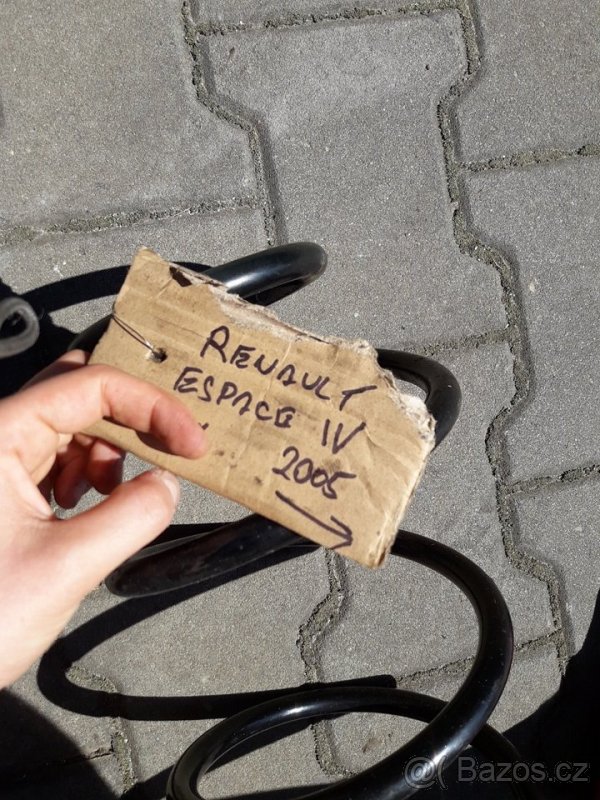 RENAULT
ESPACE IV
2005
@ Bazos.cz